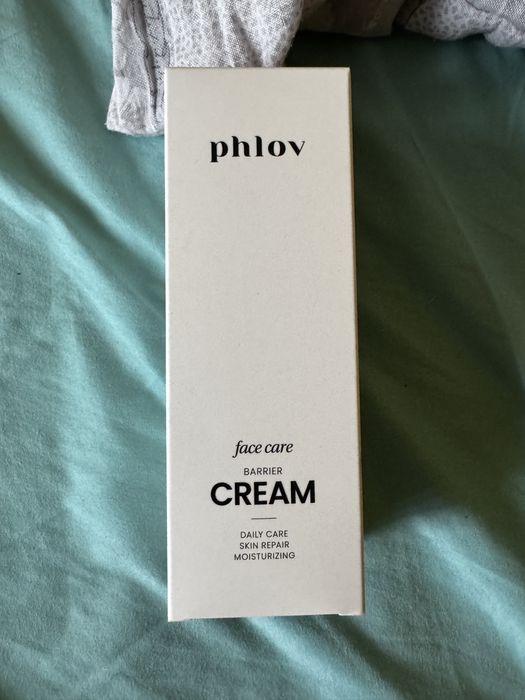 phlov
face care
BARRIER
CREAM
DAILY CARE
SKIN REPAIR
MOISTURIZING